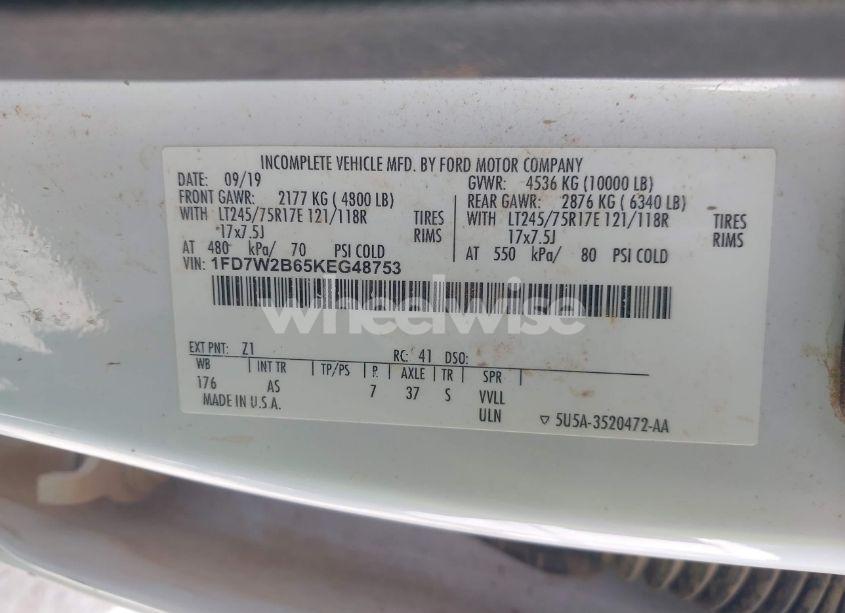 INCOMPLETE VEHICLE MFD. BY FORD MOTOR COMPANY
DATE: 09/19 GVWR: 4536 KG (10000 LB)
FRONT GAWR: 2177 KG ( 4800 LB) REAR GAWR: 2876 KG ( 6340 LB)
WITH LT245/75R17E 121/118R TIRES WITH LT245/75R17E 121/118R TIRES
17x7.5J RIMS 17x7.5J RIMS
AT 480 kPa/ 70 PSI COLD AT 550 kPa/ 80 PSI COLD
VIN: 1FD7W2B65KEG48753
wheelwise
EXT PNT: Z1 RC: 41 DSO:
WB INT TR TP/PS P. AXLE TR SPR
176 AS 7 37 S VVLL
MADE IN U.S.A. ULN ▽ 5U5A-3520472-AA